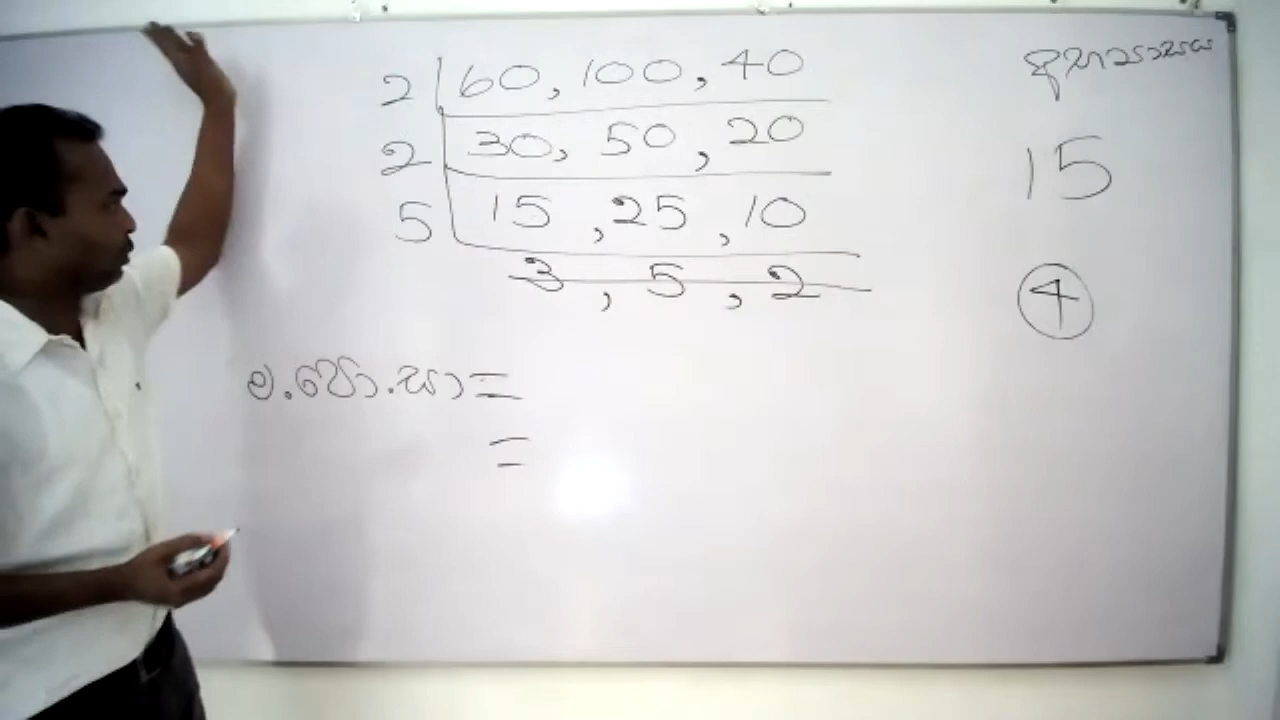 2 | 60, 100, 40
2 | 30, 50, 20
5 | 15, 25, 10
3, 5, 2
ම.පො.සා =
=
15
4